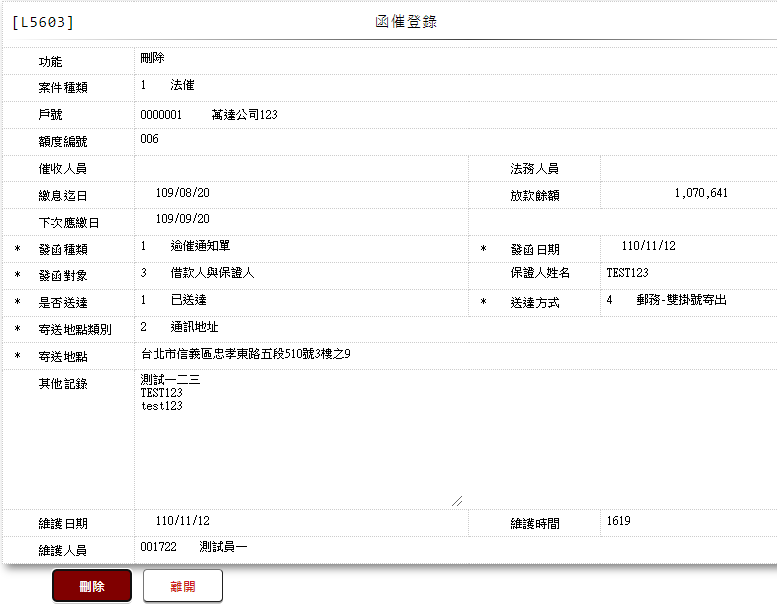 [L5603] 函催登錄
功能 刪除
案件種類 1 法催
戶號 0000001 萬達公司123
額度編號 006
催收人員 法務人員
繳息迄日 109/08/20 放款餘額 1,070,641
下次應繳日 109/09/20
* 發函種類 1 逾催通知單 * 發函日期 110/11/12
* 發函對象 3 借款人與保證人 保證人姓名 TEST123
* 是否送達 1 已送達 * 送達方式 4 郵務-雙掛號寄出
* 寄送地點類別 2 通訊地址
* 寄送地點 台北市信義區忠孝東路五段510號3樓之9
其他記錄 測試一二三
TEST123
test123
維護日期 110/11/12 維護時間 1619
維護人員 001722 測試員一
刪除 離開